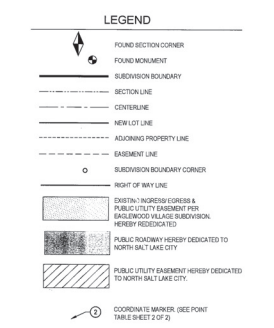 LEGEND
FOUND SECTION CORNER
FOUND MONUMENT
SUBDIVISION BOUNDARY
SECTION LINE
CENTERLINE
NEW LOT LINE
ADJOINING PROPERTY LINE
EASEMENT LINE
SUBDIVISION BOUNDARY CORNER
RIGHT OF WAY LINE
EXISTING INGRESS/ EGRESS &
PUBLIC UTILITY EASEMENT PER
EAGLEWOOD VILLAGE SUBDIVISION.
HEREBY REDEDICATED
PUBLIC ROADWAY HEREBY DEDICATED TO
NORTH SALT LAKE CITY
PUBLIC UTILITY EASEMENT HEREBY DEDICATED
TO NORTH SALT LAKE CITY.
2
COORDINATE MARKER. (SEE POINT
TABLE SHEET 2 OF 2)